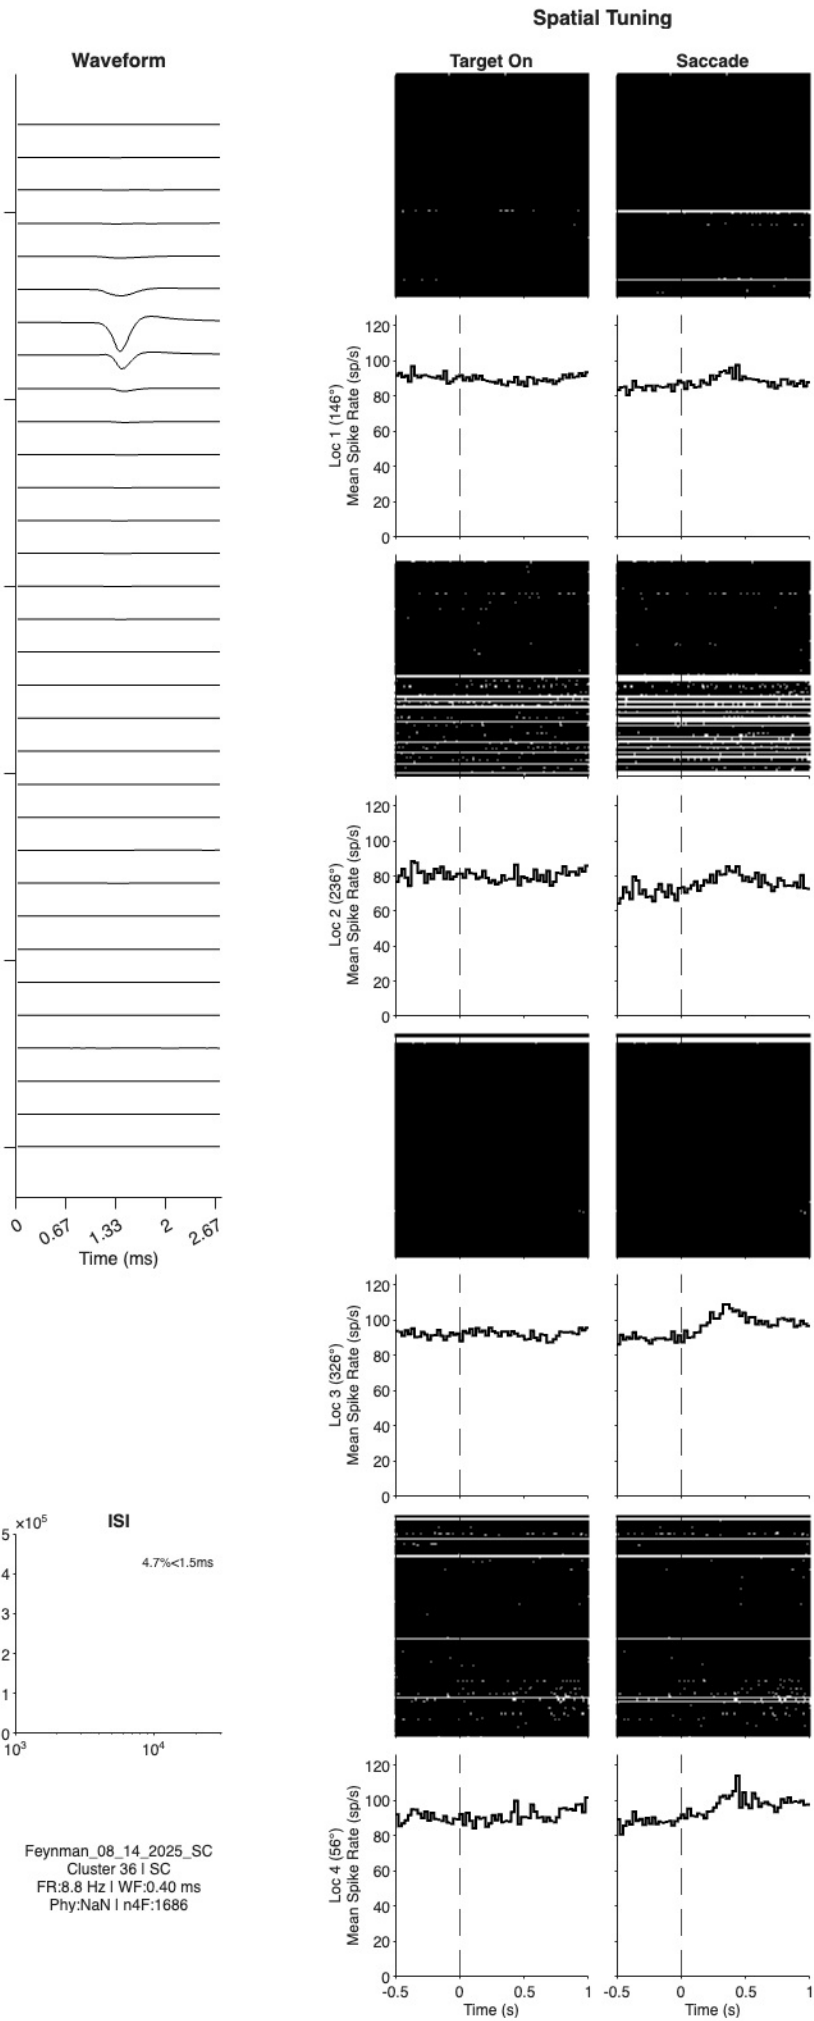 Spatial Tuning
Waveform
Target On
Saccade
120
100
80
60
40
20
0
Loc 1 (146°)
Mean Spike Rate (sp/s)
120
100
80
60
40
20
0
Loc 2 (236°)
Mean Spike Rate (sp/s)
0
0.67
1.33
2
2.67
Time (ms)
120
100
80
60
40
20
0
Loc 3 (326°)
Mean Spike Rate (sp/s)
ISI
×10⁵
5
4
3
2
1
0
4.7%<1.5ms
10³
10⁴
120
100
80
60
40
20
0
Loc 4 (56°)
Mean Spike Rate (sp/s)
Feynman_08_14_2025_SC
Cluster 36 | SC
FR:8.8 Hz | WF:0.40 ms
Phy:NaN | n4F:1686
-0.5 0 0.5 1
Time (s)
-0.5 0 0.5 1
Time (s)